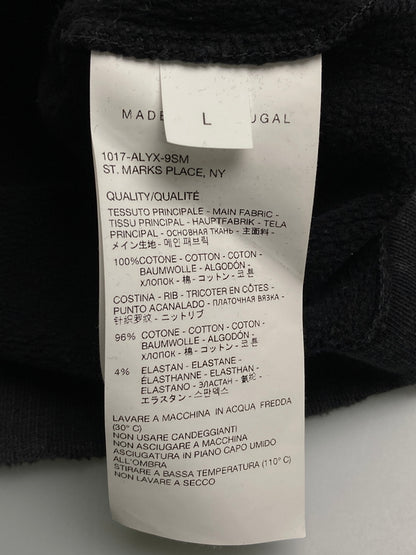 MADE
UGAL
L
1017-ALYX-9SM
ST. MARKS PLACE, NY
QUALITY/QUALITÉ
TESSUTO PRINCIPALE - MAIN FABRIC -
TISSU PRINCIPAL - HAUPTFUTTER - TELA
PRINCIPAL - ОСНОВНАЯ ТКАНЬ - 主面料 -
メイン生地 - 메인 패브릭
100%COTONE - COTTON - COTON -
BAUMWOLLE - ALGODÓN -
ХЛОПОК - 棉 - コットン - 코튼
COSTINA - RIB - TRICOTER EN CÔTES -
PUNTO ACANALADO - ПЛАТОЧНАЯ ВЯЗКА -
针织罗纹 - ニットリブ
96% COTONE - COTTON - COTON -
BAUMWOLLE - ALGODÓN -
ХЛОПОК - 棉 - コットン - 코튼
4% ELASTAN - ELASTANE -
ÉLASTHANNE - ELASTHAN -
ELASTANO - ЭЛАСТАН - 氨纶 -
エラスタン - 스판덱스
LAVARE A MACCHINA IN ACQUA FREDDA
(30° C)
NON USARE CANDEGGIANTI
NON ASCIUGARE A MACCHINA
ASCIUGATURA IN PIANO CAPO UMIDO
ALL'OMBRA
STIRARE A BASSA TEMPERATURA (110° C)
NON LAVARE A SECCO